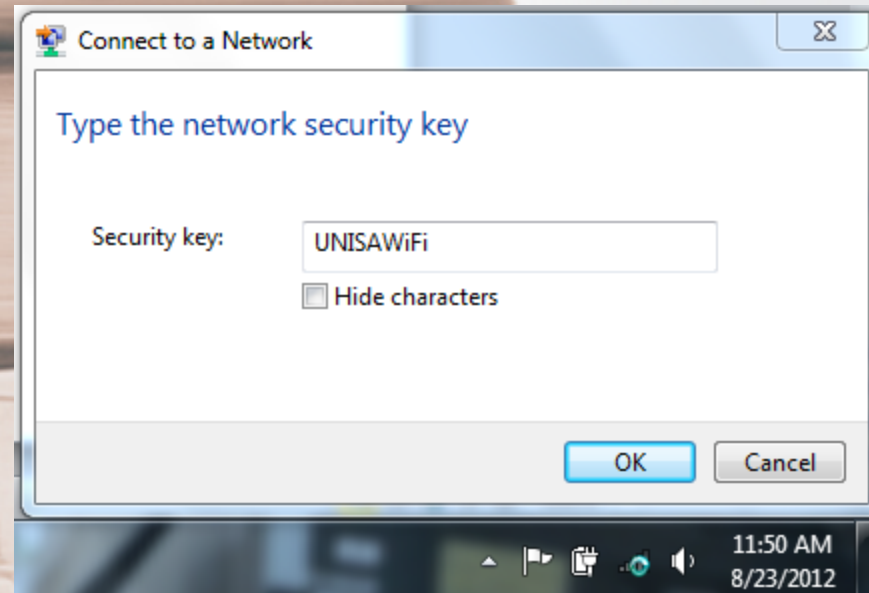 Connect to a Network
Type the network security key
Security key:
UNISAWiFi
Hide characters
OK
Cancel
11:50 AM
8/23/2012